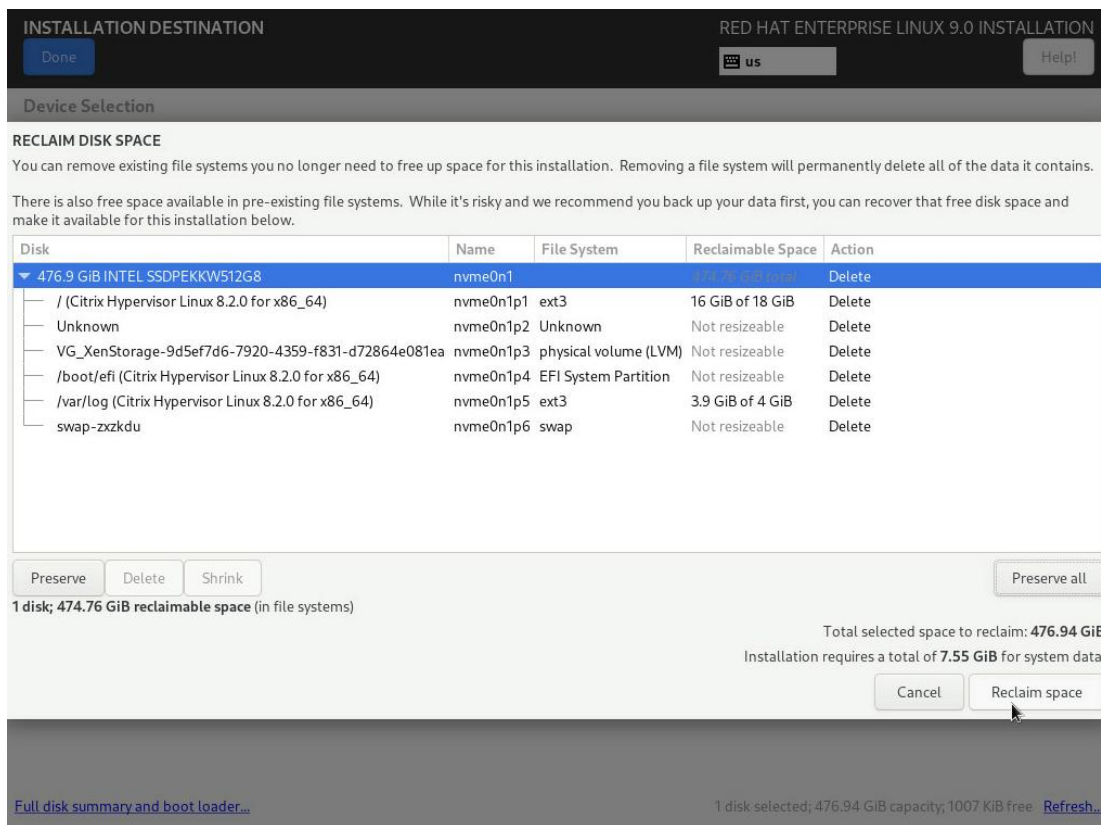 INSTALLATION DESTINATION
RED HAT ENTERPRISE LINUX 9.0 INSTALLATION
Done
us
Help!
Device Selection
RECLAIM DISK SPACE
You can remove existing file systems you no longer need to free up space for this installation. Removing a file system will permanently delete all of the data it contains.
There is also free space available in pre-existing file systems. While it's risky and we recommend you back up your data first, you can recover that free disk space and
make it available for this installation below.
Disk Name File System Reclaimable Space Action
476.9 GiB INTEL SSDPEKKW512G8 nvme0n1 474.76 GiB total Delete
/ (Citrix Hypervisor Linux 8.2.0 for x86_64) nvme0n1p1 ext3 16 GiB of 18 GiB Delete
Unknown nvme0n1p2 Unknown Not resizeable Delete
VG_XenStorage-9d5ef7d6-7920-4359-f831-d72864e081ea nvme0n1p3 physical volume (LVM) Not resizeable Delete
/boot/efi (Citrix Hypervisor Linux 8.2.0 for x86_64) nvme0n1p4 EFI System Partition Not resizeable Delete
/var/log (Citrix Hypervisor Linux 8.2.0 for x86_64) nvme0n1p5 ext3 3.9 GiB of 4 GiB Delete
swap-zxzkdu nvme0n1p6 swap Not resizeable Delete
Preserve Delete Shrink Preserve all
1 disk; 474.76 GiB reclaimable space (in file systems)
Total selected space to reclaim: 476.94 GiB
Installation requires a total of 7.55 GiB for system data
Cancel Reclaim space
Full disk summary and boot loader... 1 disk selected; 476.94 GiB capacity; 1007 KiB free Refresh...